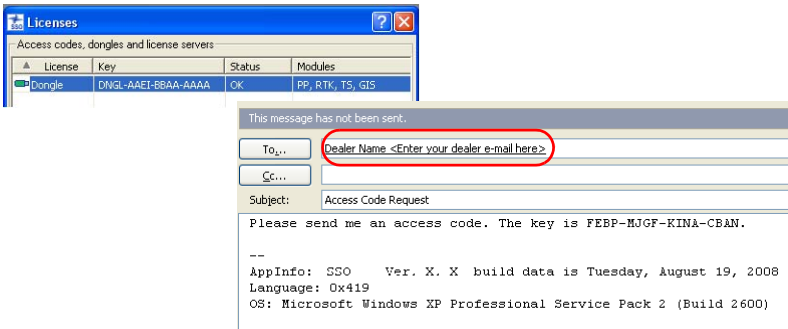 SSO Licenses
Access codes, dongles and license servers
License Key Status Modules
Dongle DNGL-AAEI-BBAA-AAAA OK PP, RTK, TS, GIS
This message has not been sent.
To... Dealer Name <Enter your dealer e-mail here>
Cc...
Subject: Access Code Request
Please send me an access code. The key is FEBP-MJGF-KINA-CBAN.
--
AppInfo: SSO Ver. X. X build data is Tuesday, August 19, 2008
Language: 0x419
OS: Microsoft Windows XP Professional Service Pack 2 (Build 2600)